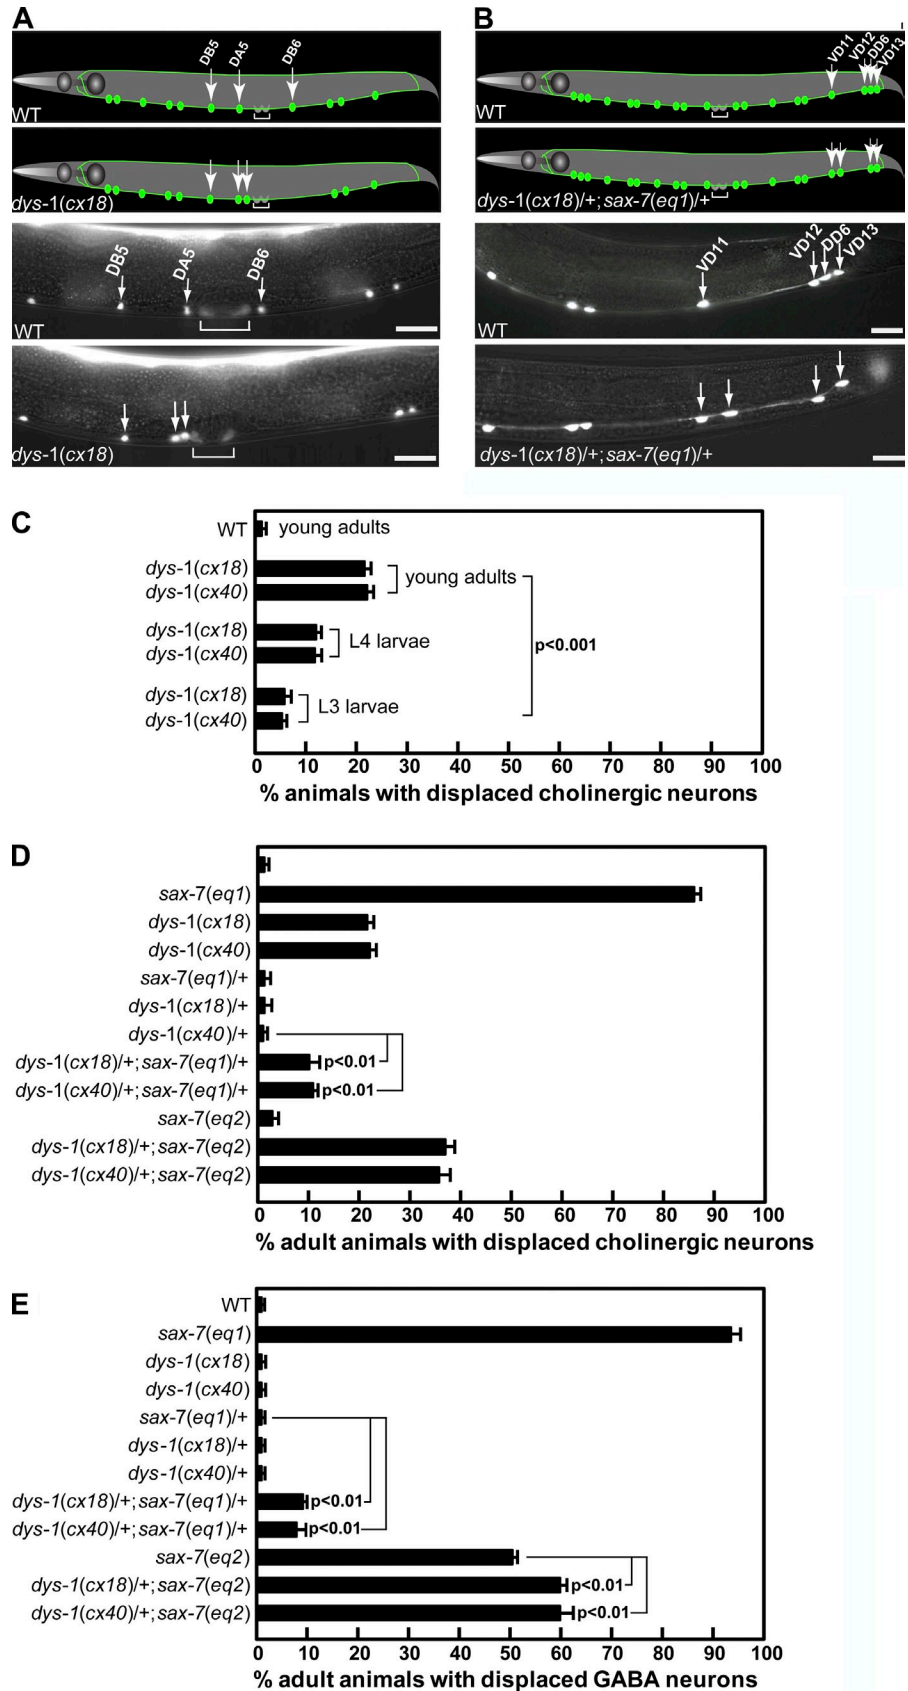 A
B
DB5
DA5
DB6
WT
dys-1(cx18)
DB5
DA5
DB6
WT
dys-1(cx18)
VD11
VD12
DD6
VD13
WT
dys-1(cx18)/+;sax-7(eq1)/+
VD11
VD12
DD6
VD13
WT
dys-1(cx18)/+;sax-7(eq1)/+
C
WT young adults
dys-1(cx18)
dys-1(cx40)
young adults
dys-1(cx18)
dys-1(cx40)
L4 larvae
p<0.001
dys-1(cx18)
dys-1(cx40)
L3 larvae
0 10 20 30 40 50 60 70 80 90 100
% animals with displaced cholinergic neurons
D
sax-7(eq1)
dys-1(cx18)
dys-1(cx40)
sax-7(eq1)/+
dys-1(cx18)/+
dys-1(cx40)/+
dys-1(cx18)/+;sax-7(eq1)/+ p<0.01
dys-1(cx40)/+;sax-7(eq1)/+ p<0.01
sax-7(eq2)
dys-1(cx18)/+;sax-7(eq2)
dys-1(cx40)/+;sax-7(eq2)
0 10 20 30 40 50 60 70 80 90 100
% adult animals with displaced cholinergic neurons
E
WT
sax-7(eq1)
dys-1(cx18)
dys-1(cx40)
sax-7(eq1)/+
dys-1(cx18)/+
dys-1(cx40)/+
dys-1(cx18)/+;sax-7(eq1)/+ p<0.01
dys-1(cx40)/+;sax-7(eq1)/+ p<0.01
sax-7(eq2)
dys-1(cx18)/+;sax-7(eq2) p<0.01
dys-1(cx40)/+;sax-7(eq2) p<0.01
0 10 20 30 40 50 60 70 80 90 100
% adult animals with displaced GABA neurons